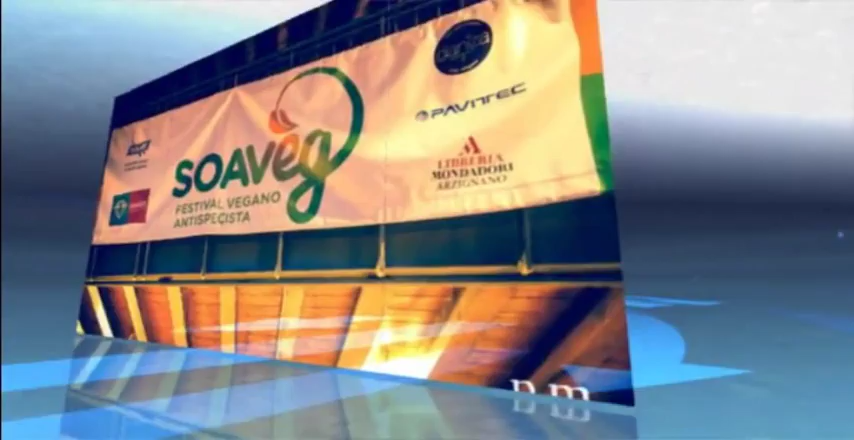 SOAVEg
FESTIVAL VEGANO
ANTISPECISTA
PAVITEC
LIBRERIA
MONDADORI
ARZIGNANO